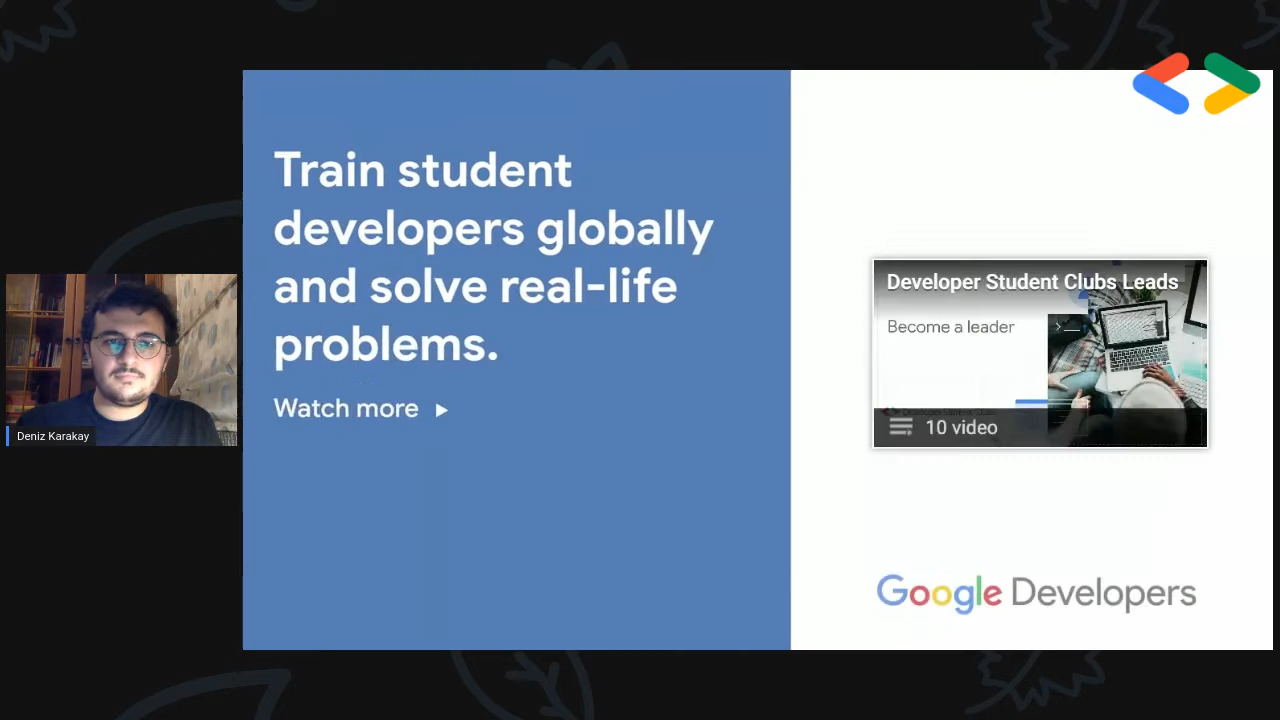 Train student
developers globally
and solve real-life
problems.
Watch more
Deniz Karakay
Developer Student Clubs Leads
Become a leader
10 video
Google Developers